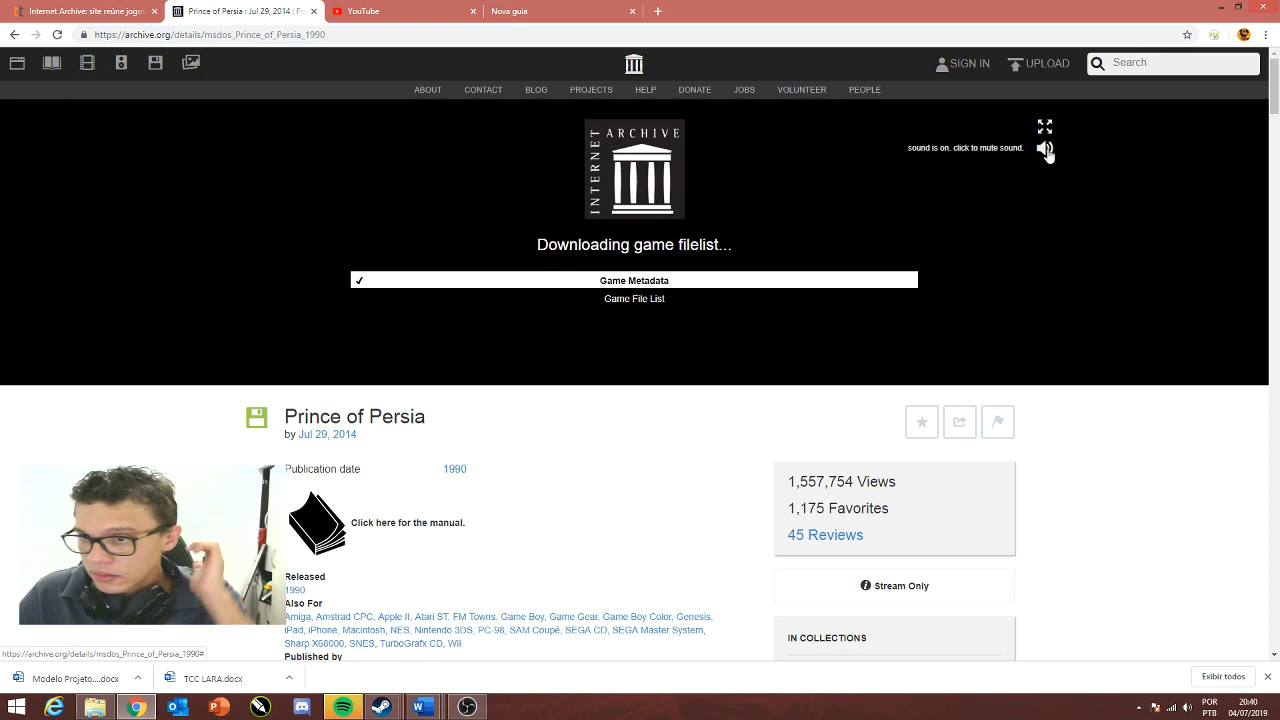 Internet Archive: site reúne jogos
Prince of Persia : Jul 29, 2014 : Fr
YouTube
Nova guia
https://archive.org/details/msdos_Prince_of_Persia_1990
SIGN IN
UPLOAD
Search
ABOUT CONTACT BLOG PROJECTS HELP DONATE JOBS VOLUNTEER PEOPLE
INTERNET ARCHIVE
sound is on. click to mute sound.
Downloading game filelist...
✔ Game Metadata
Game File List
Prince of Persia
by Jul 29, 2014
Publication date 1990
Click here for the manual.
Released
1990
Also For
Amiga, Amstrad CPC, Apple II, Atari ST, FM Towns, Game Boy, Game Gear, Game Boy Color, Genesis,
iPad, iPhone, Macintosh, NES, Nintendo 3DS, PC-98, SAM Coupé, SEGA CD, SEGA Master System,
Sharp X68000, SNES, TurboGrafx CD, Wii
Published by
1,557,754 Views
1,175 Favorites
45 Reviews
Stream Only
IN COLLECTIONS
https://archive.org/details/msdos_Prince_of_Persia_1990#
Modelo Projeto....docx
TCC LARA.docx
Exibir todos
POR
PTB
20:40
04/07/2019